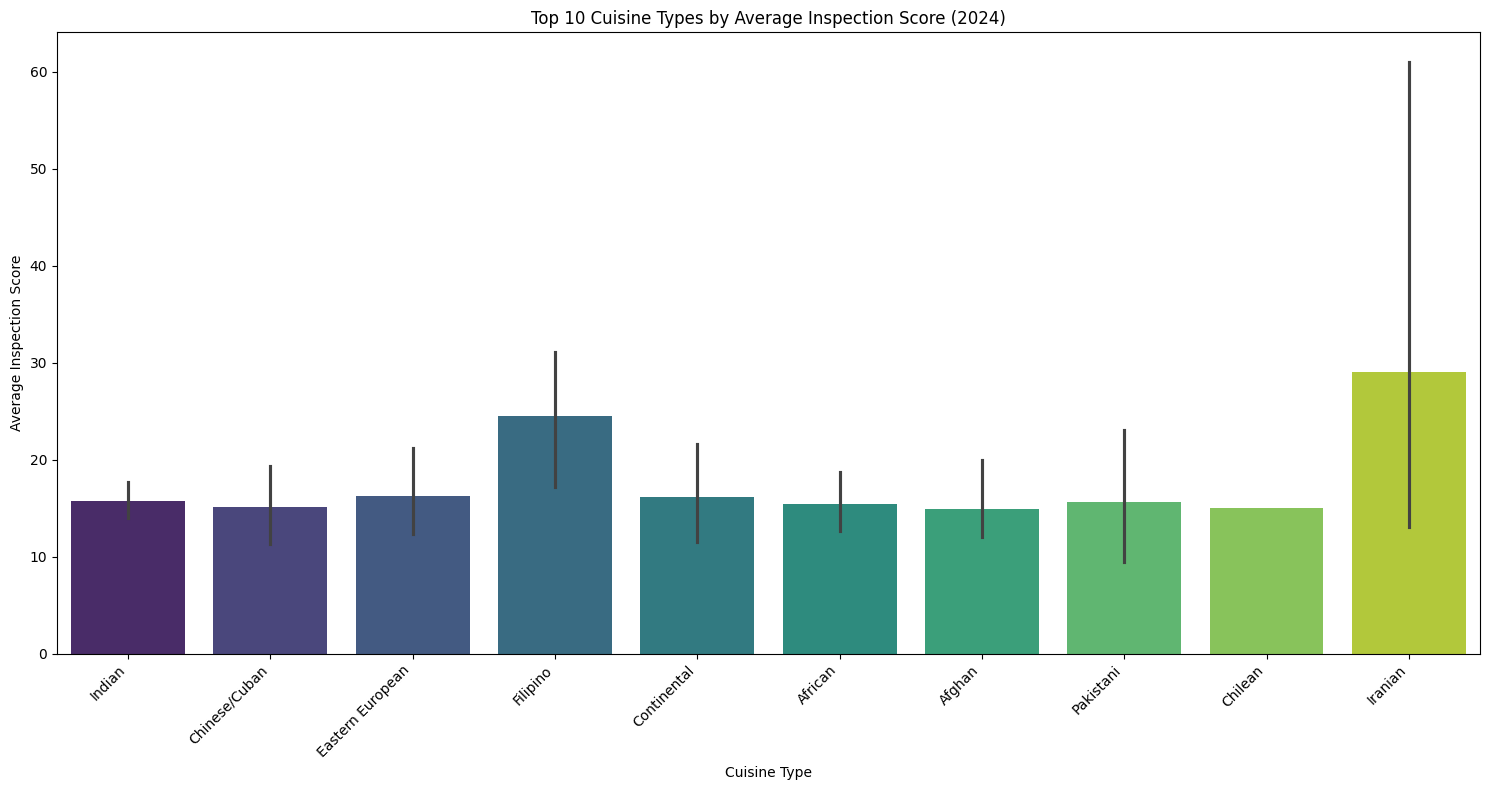 Top 10 Cuisine Types by Average Inspection Score (2024)
Average Inspection Score
60
50
40
30
20
10
0
Indian
Chinese/Cuban
Eastern European
Filipino
Continental
African
Afghan
Pakistani
Chilean
Iranian
Cuisine Type